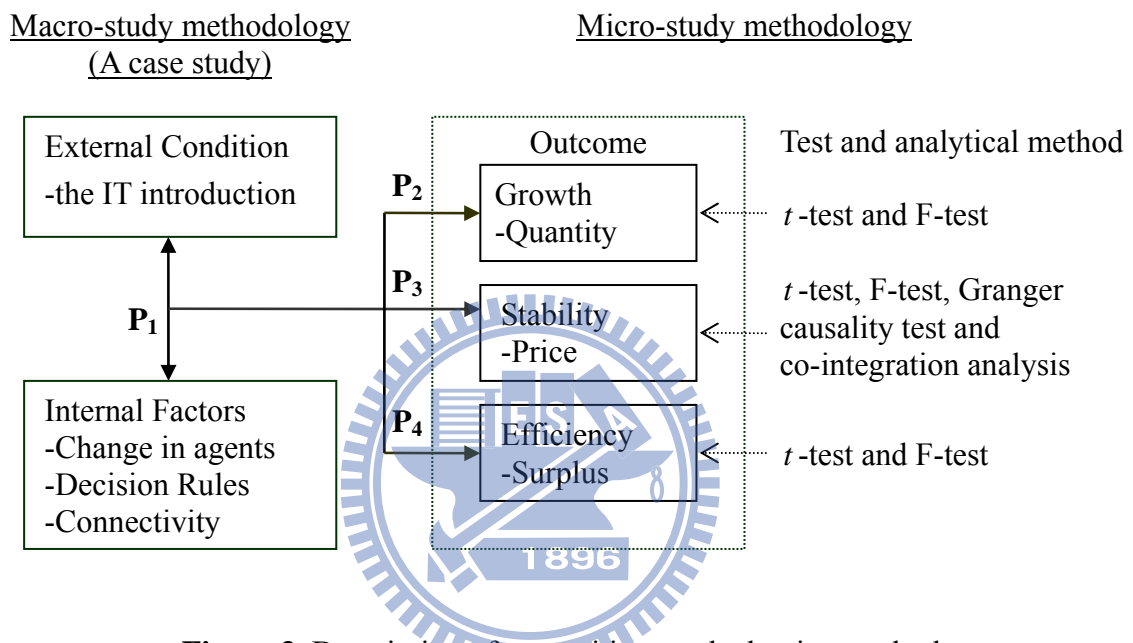 Macro-study methodology
(A case study)
Micro-study methodology
External Condition
-the IT introduction
P1
Internal Factors
-Change in agents
-Decision Rules
-Connectivity
P2
P3
P4
Outcome
Growth
-Quantity
Stability
-Price
Efficiency
-Surplus
Test and analytical method
t-test and F-test
t-test, F-test, Granger
causality test and
co-integration analysis
t-test and F-test
ES A
1896